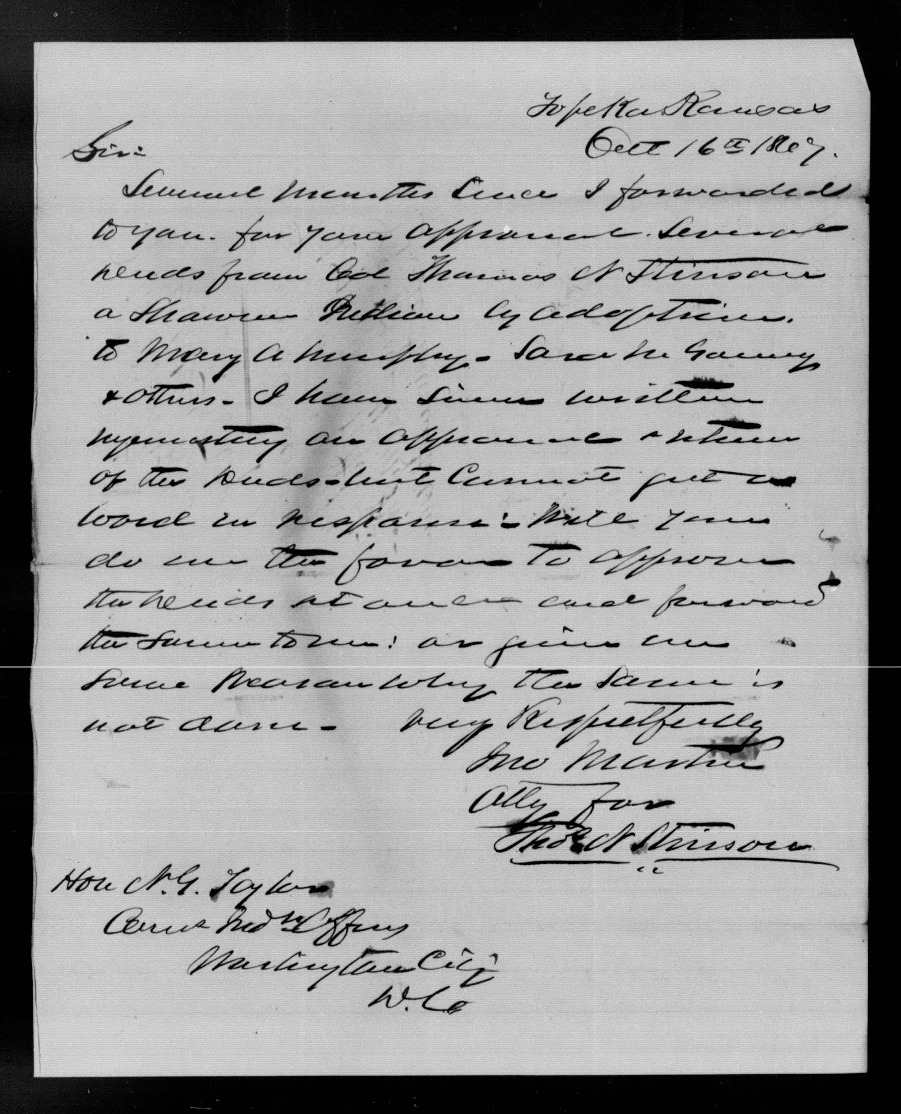 Topeka Kansas
Oct 16th 1867.
Sir:
Several months since I forwarded
to you. for your approval. Several
deeds from Col Thomas N Stinson
a Shawnee Indian by adoption.
to Mary A Murphy - Sarah
& others - I have since written
requesting an approval & return
of the deeds - but cannot get a
word in response: Will you
do me the favor to approve
the deeds at once and forward
the same to me: or give me
some reason why the same is
not done - Very Respectfully
Jno Martin
Atty for
Thos N Stinson
Hon N. G. Taylor
Comr Indn Affrs
Washington City
D. C